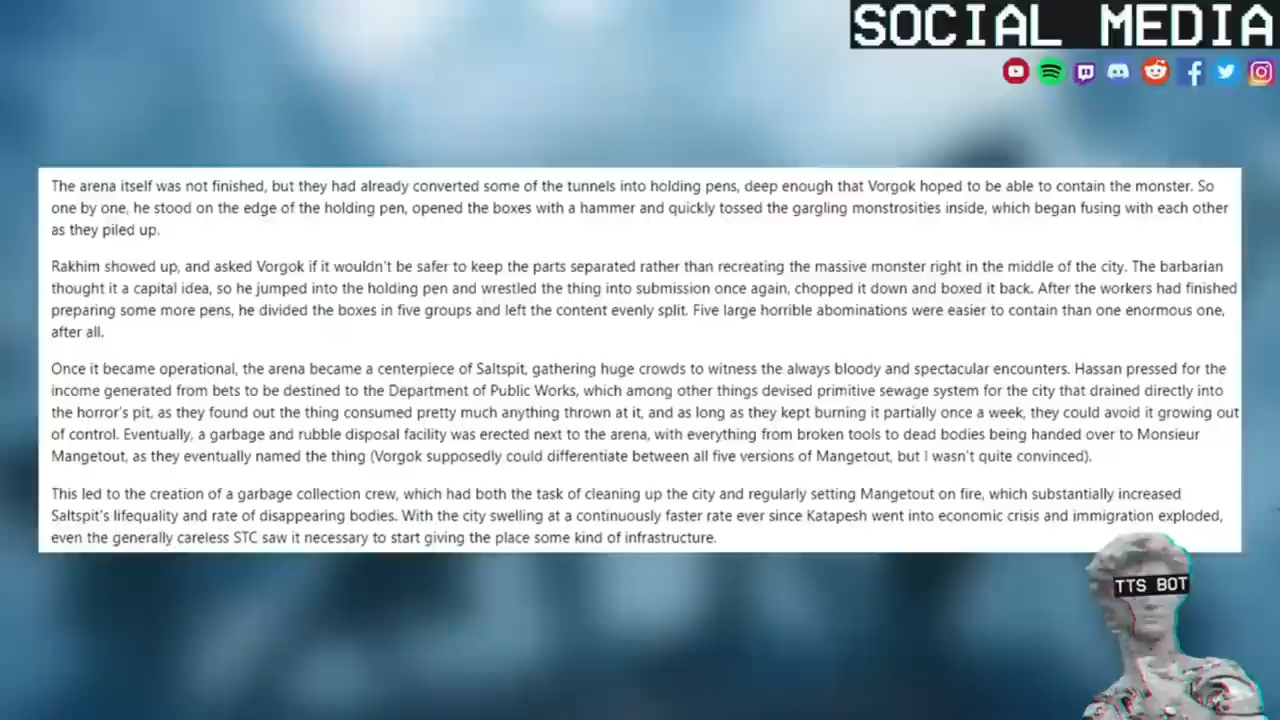 SOCIAL MEDIA
The arena itself was not finished, but they had already converted some of the tunnels into holding pens, deep enough that Vorgok hoped to be able to contain the monster. So
one by one, he stood on the edge of the holding pen, opened the boxes with a hammer and quickly tossed the gargling monstrosities inside, which began fusing with each other
as they piled up.
Rakhim showed up, and asked Vorgok if it wouldn't be safer to keep the parts separated rather than recreating the massive monster right in the middle of the city. The barbarian
thought it a capital idea, so he jumped into the holding pen and wrestled the thing into submission once again, chopped it down and boxed it back. After the workers had finished
preparing some more pens, he divided the boxes in five groups and left the content evenly split. Five large horrible abominations were easier to contain than one enormous one,
after all.
Once it became operational, the arena became a centerpiece of Saltspit, gathering huge crowds to witness the always bloody and spectacular encounters. Hassan pressed for the
income generated from bets to be destined to the Department of Public Works, which among other things devised primitive sewage system for the city that drained directly into
the horror's pit, as they found out the thing consumed pretty much anything thrown at it, and as long as they kept burning it partially once a week, they could avoid it growing out
of control. Eventually, a garbage and rubble disposal facility was erected next to the arena, with everything from broken tools to dead bodies being handed over to Monsieur
Mangetout, as they eventually named the thing (Vorgok supposedly could differentiate between all five versions of Mangetout, but I wasn't quite convinced).
This led to the creation of a garbage collection crew, which had both the task of cleaning up the city and regularly setting Mangetout on fire, which substantially increased
Saltspit's lifequality and rate of disappearing bodies. With the city swelling at a continuously faster rate ever since Katapesh went into economic crisis and immigration exploded,
even the generally careless STC saw it necessary to start giving the place some kind of infrastructure.
TTS BOT